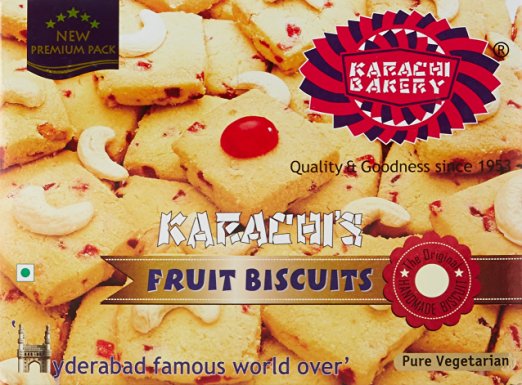 NEW
PREMIUM PACK
KARACHI
BAKERY
®
Quality & Goodness since 1953
KARACHI'S
FRUIT BISCUITS
The Original
HANDMADE BISCUIT
'Hyderabad famous world over'
Pure Vegetarian